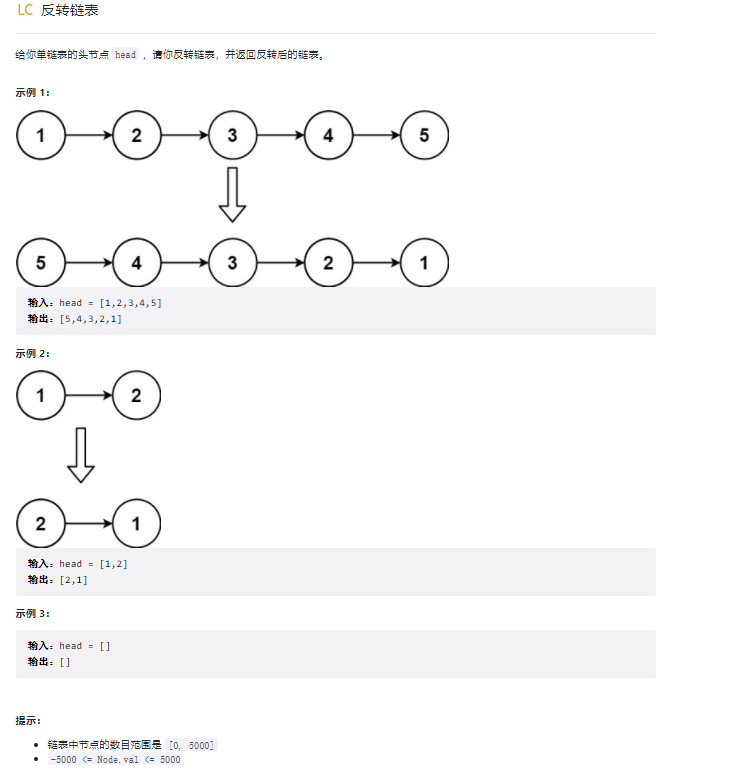 LC 反转链表
给你单链表的头节点 head ，请你反转链表，并返回反转后的链表。
示例 1：
1 2 3 4 5
5 4 3 2 1
输入：head = [1,2,3,4,5]
输出：[5,4,3,2,1]
示例 2：
1 2
2 1
输入：head = [1,2]
输出：[2,1]
示例 3：
输入：head = []
输出：[]
提示：
链表中节点的数目范围是 [0, 5000]
-5000 <= Node.val <= 5000